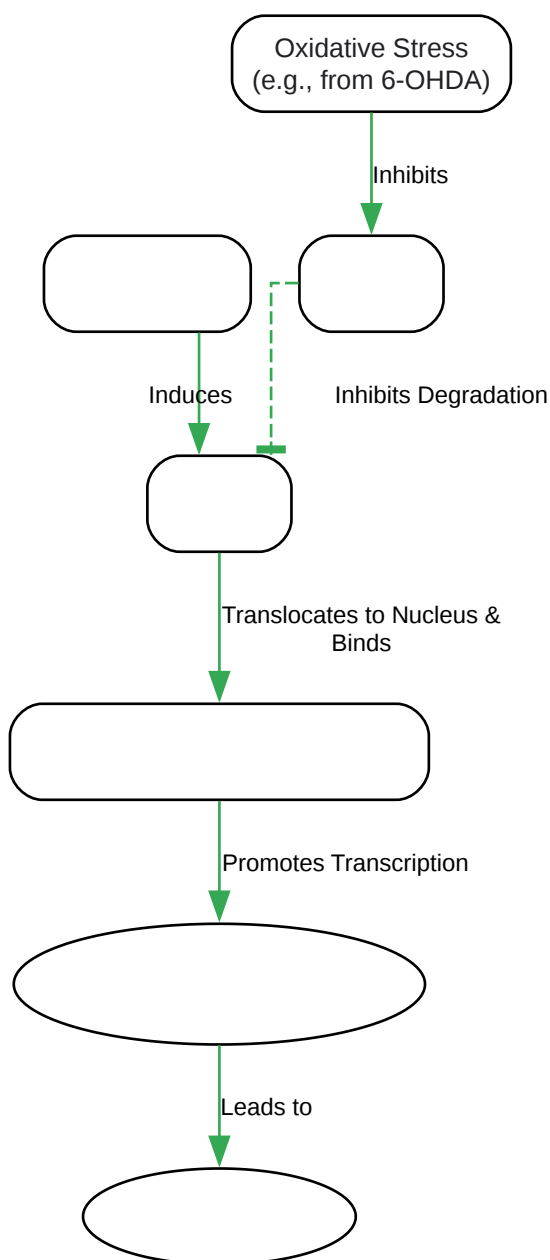 Oxidative Stress
(e.g., from 6-OHDA)
Inhibits
Induces
Inhibits Degradation
Translocates to Nucleus &
Binds
Promotes Transcription
Leads to